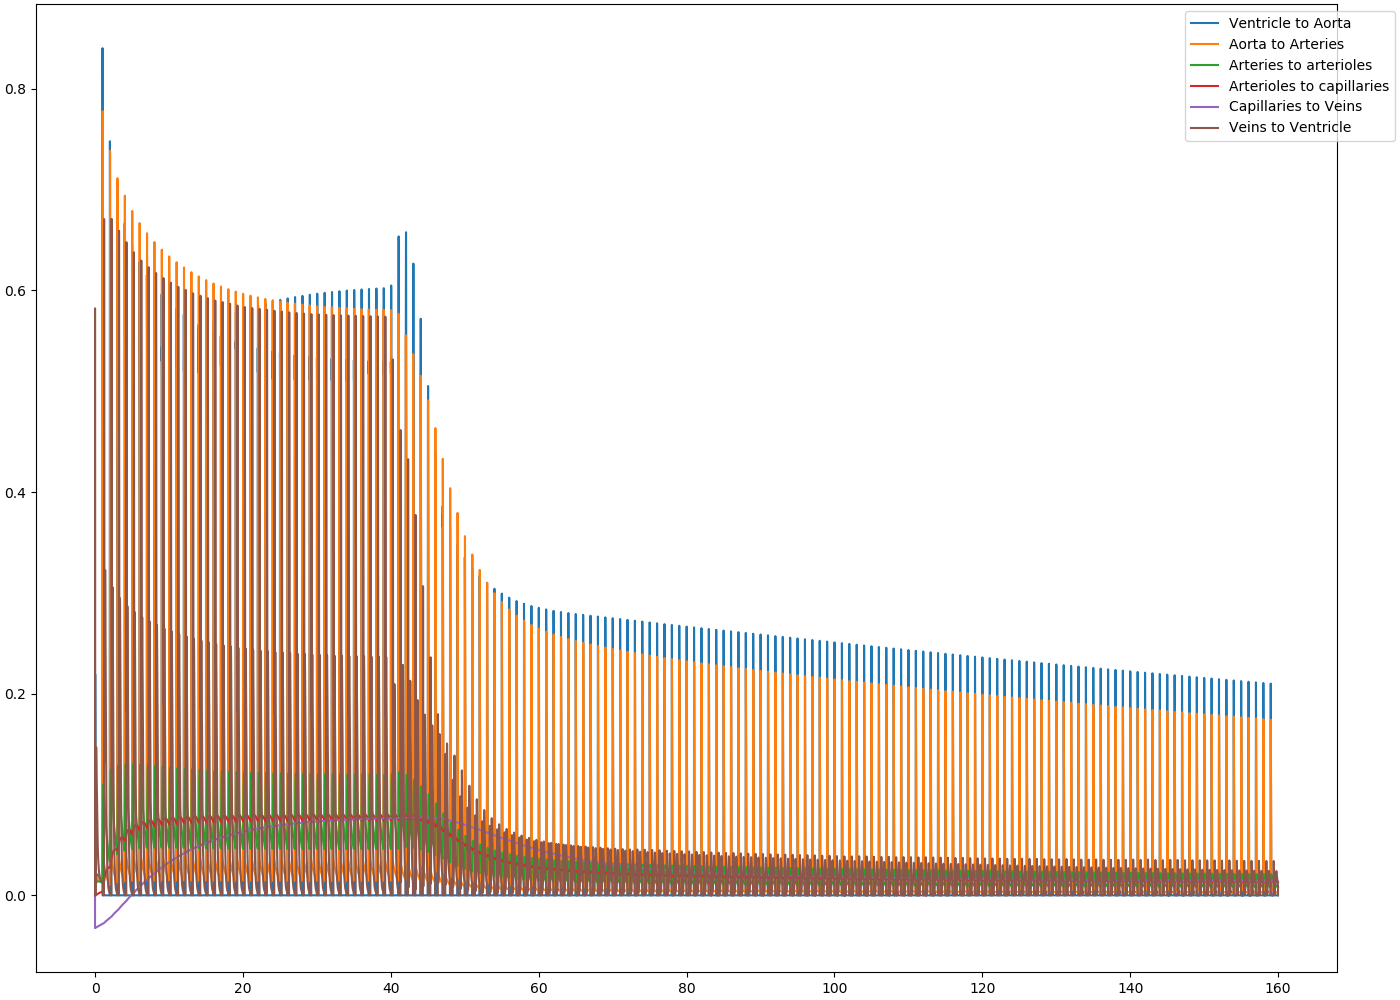 Ventricle to Aorta
Aorta to Arteries
Arteries to arterioles
Arterioles to capillaries
Capillaries to Veins
Veins to Ventricle
0.8
0.6
0.4
0.2
0.0
0 20 40 60 80 100 120 140 160